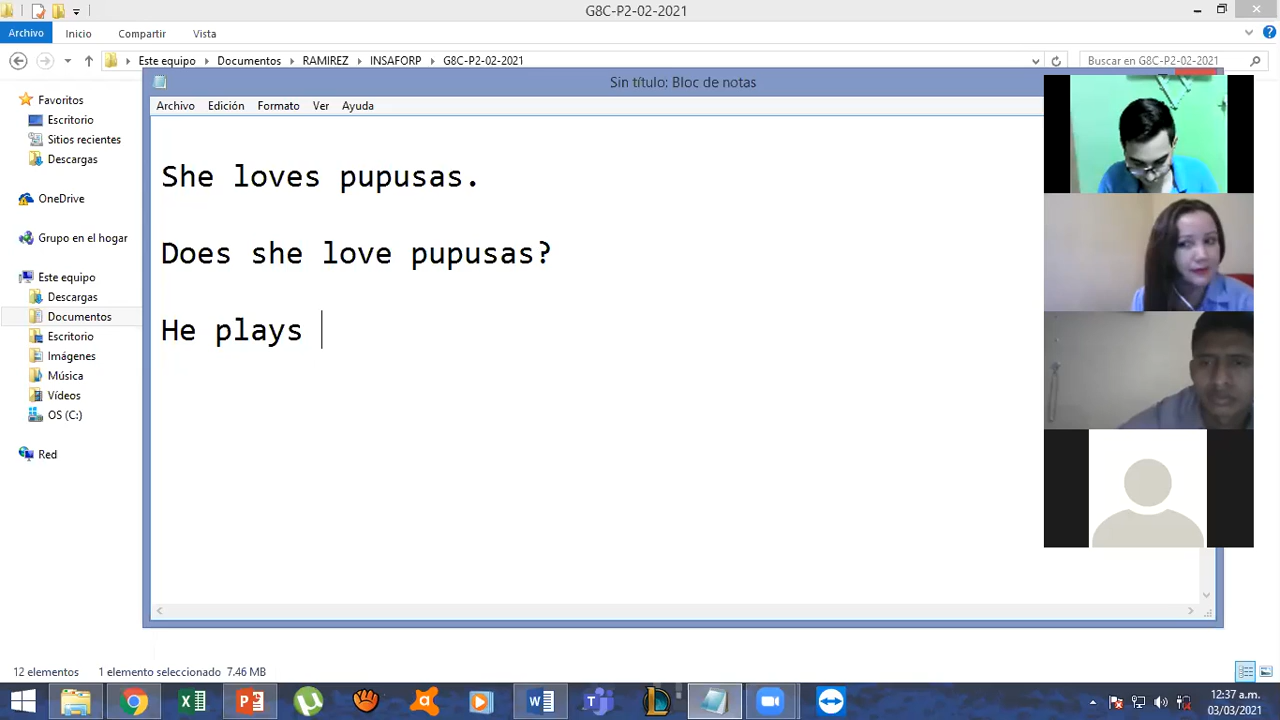 G8C-P2-02-2021
Archivo Inicio Compartir Vista
Este equipo Documentos RAMIREZ INSAFORP G8C-P2-02-2021 Buscar en G8C-P2-02-2021
Sin título: Bloc de notas
Archivo Edición Formato Ver Ayuda
Favoritos
Escritorio
Sitios recientes
Descargas
OneDrive
Grupo en el hogar
Este equipo
Descargas
Documentos
Escritorio
Imágenes
Música
Vídeos
OS (C:)
Red
She loves pupusas.
Does she love pupusas?
He plays
12 elementos 1 elemento seleccionado 7.46 MB
12:37 a.m.
03/03/2021